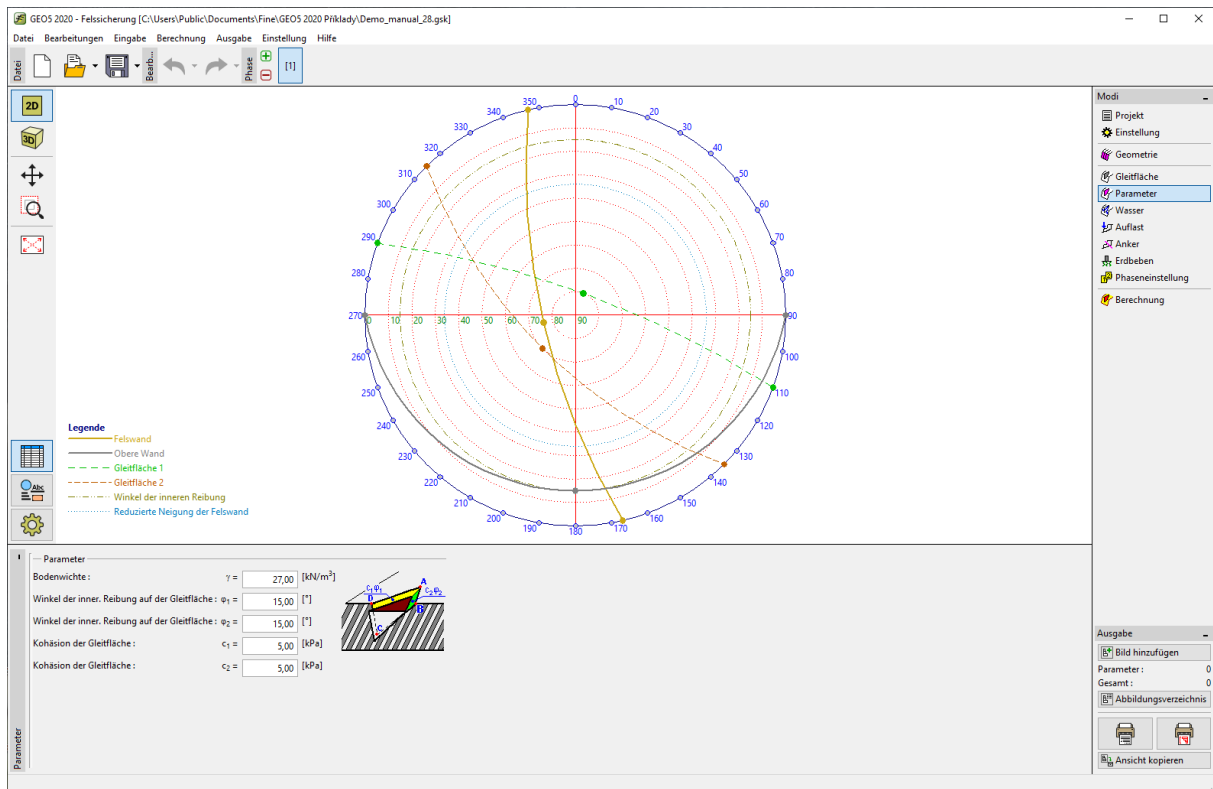 GEO5 2020 - Felssicherung [C:\Users\Public\Documents\Fine\GEO5 2020 Příklady\Demo_manual_28.gsk]
Datei Bearbeitungen Eingabe Berechnung Ausgabe Einstellung Hilfe
Datei
Bearb...
Phase
[1]
2D
3D
Abc
0
10
20
30
40
50
60
70
80
90
100
110
120
130
140
150
160
170
180
190
200
210
220
230
240
250
260
270
280
290
300
310
320
330
340
350
0 10 20 30 40 50 60 70 80 90
Legende
Felswand
Obere Wand
Gleitfläche 1
Gleitfläche 2
Winkel der inneren Reibung
Reduzierte Neigung der Felswand
Modi
Projekt
Einstellung
Geometrie
Gleitfläche
Parameter
Wasser
Auflast
Anker
Erdbeben
Phaseneinstellung
Berechnung
Parameter
Parameter
Bodenwichte : γ = 27,00 [kN/m³]
Winkel der inner. Reibung auf der Gleitfläche : φ₁ = 15,00 [°]
Winkel der inner. Reibung auf der Gleitfläche : φ₂ = 15,00 [°]
Kohäsion der Gleitfläche : c₁ = 5,00 [kPa]
Kohäsion der Gleitfläche : c₂ = 5,00 [kPa]
c₁φ₁
A
c₂φ₂
D
B
C
Ausgabe
Bild hinzufügen
Parameter : 0
Gesamt : 0
Abbildungsverzeichnis
Ansicht kopieren